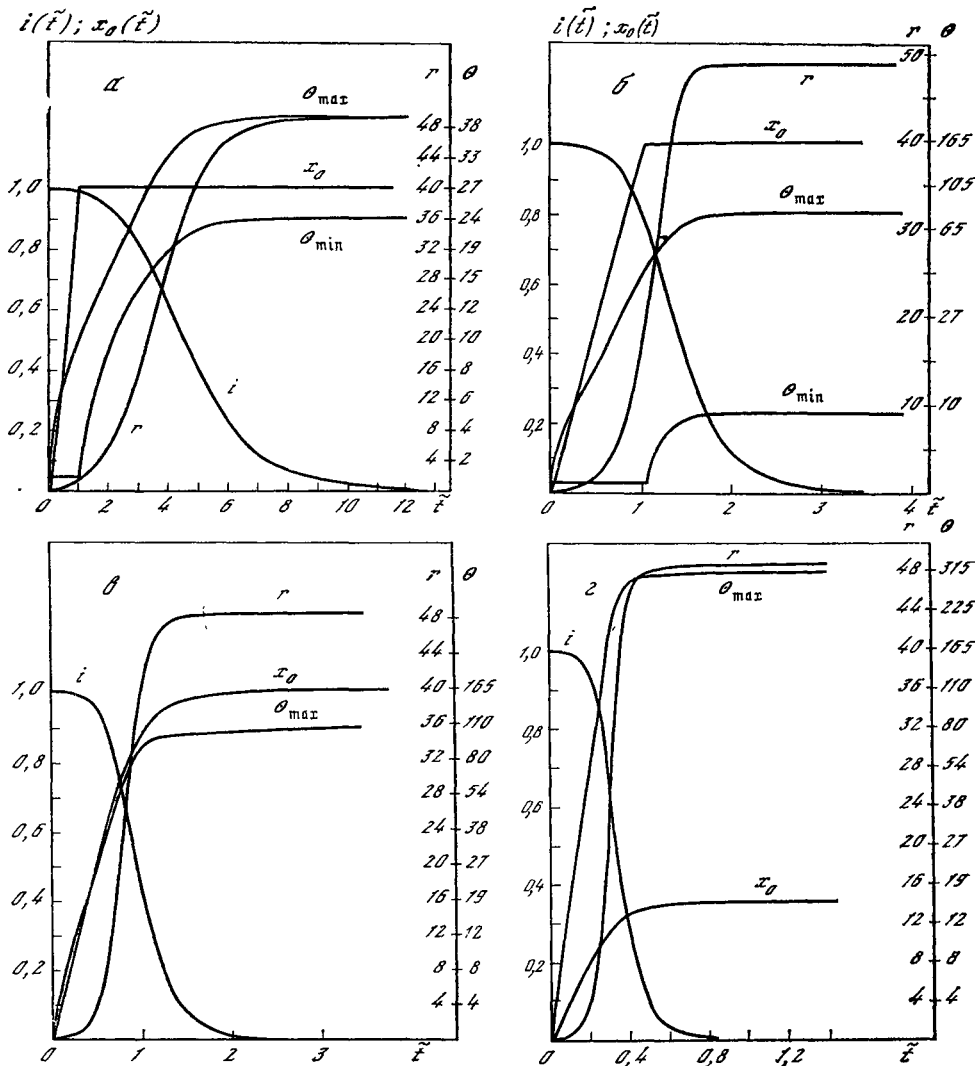 i(t̃); x₀(t̃)
а
r θ
θmax
48 38
44 33
x₀
1,0
40 27
36 24
θmin
32 19
0,8
28 15
0,6
24 12
20 10
0,4
16 8
i
12 6
0,2
r
8 4
4 2
0 2 4 6 8 10 12 t̃
i(t̃); x₀(t̃)
r θ
б
50
r
x₀
1,0
40 165
105
θmax
0,8
30 65
0,6
20 27
0,4
θmin
10 10
0,2
0 1 2 3 4 t̃
в
r θ
r
48
44
i
1,0
x₀
40 165
θmax
36 110
0,8
32 80
28 54
0,6
24 38
20 27
0,4
16 19
12 12
0,2
8 8
4 4
0 1 2 3 t̃
г
r θ
r
48 315
θmax
44 225
i
1,0
40 165
36 110
0,8
32 80
28 54
0,6
24 38
20 27
0,4
x₀
16 19
12 12
0,2
8 8
4 4
0 0,4 0,8 1,2 t̃